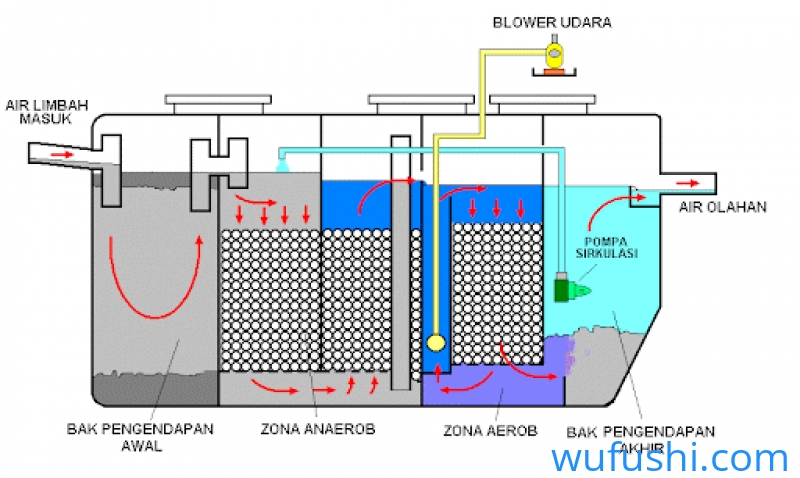 BLOWER UDARA
AIR LIMBAH
MASUK
AIR OLAHAN
POMPA
SIRKULASI
BAK PENGENDAPAN
AWAL
ZONA ANAEROB
ZONA AEROB
BAK PENGENDAPAN
AKHIR
wufushi.com